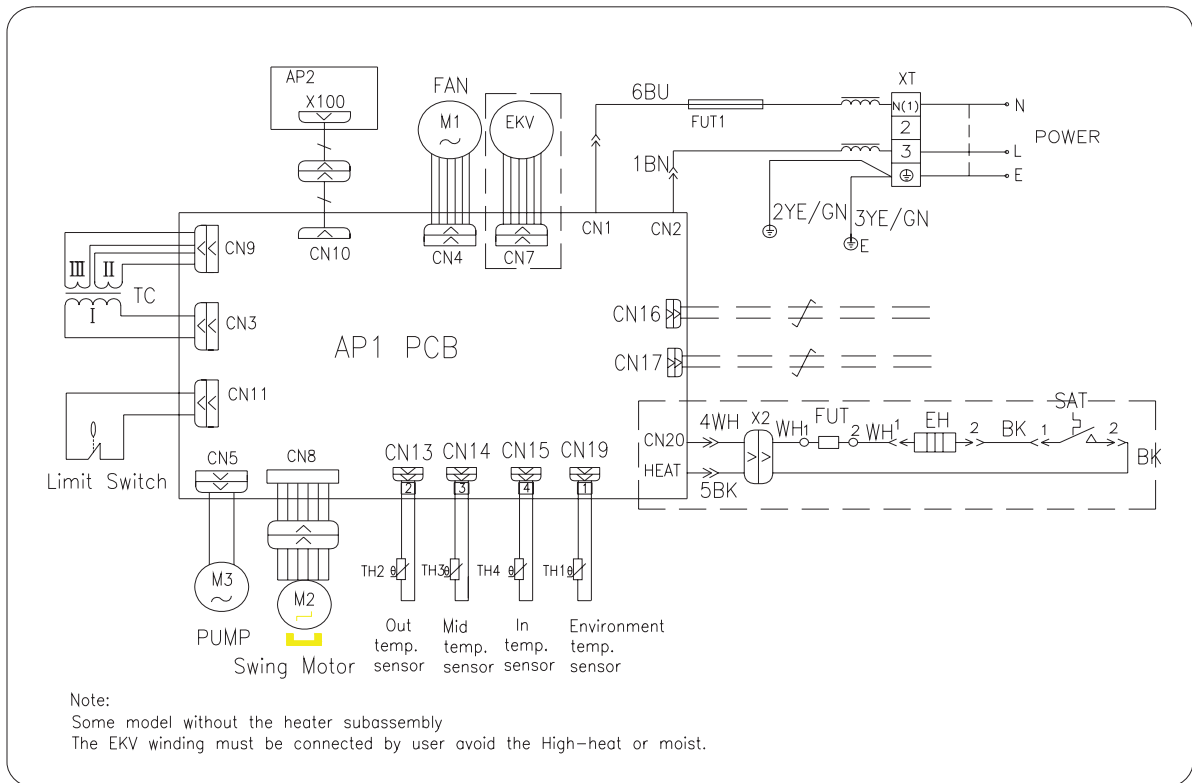 AP2
X100
FAN
M1
EKV
6BU
FUT1
XT
N(1)
N
2
POWER
3
L
1BN
E
2YE/GN
3YE/GN
E
CN1
CN2
CN9
CN10
CN4
CN7
III
II
TC
I
CN3
CN16
AP1 PCB
CN17
CN11
Limit Switch
CN20
4WH
X2
WH
1
FUT
2
WH
1
EH
2
BK
1
SAT
2
BK
HEAT
5BK
CN5
CN8
CN13
CN14
CN15
CN19
2
3
4
1
TH2
θ
TH3
θ
TH4
θ
TH1
θ
M3
M2
PUMP
Swing Motor
Out
temp.
sensor
Mid
temp.
sensor
In
temp.
sensor
Environment
temp.
sensor
Note:
Some model without the heater subassembly
The EKV winding must be connected by user avoid the High-heat or moist.